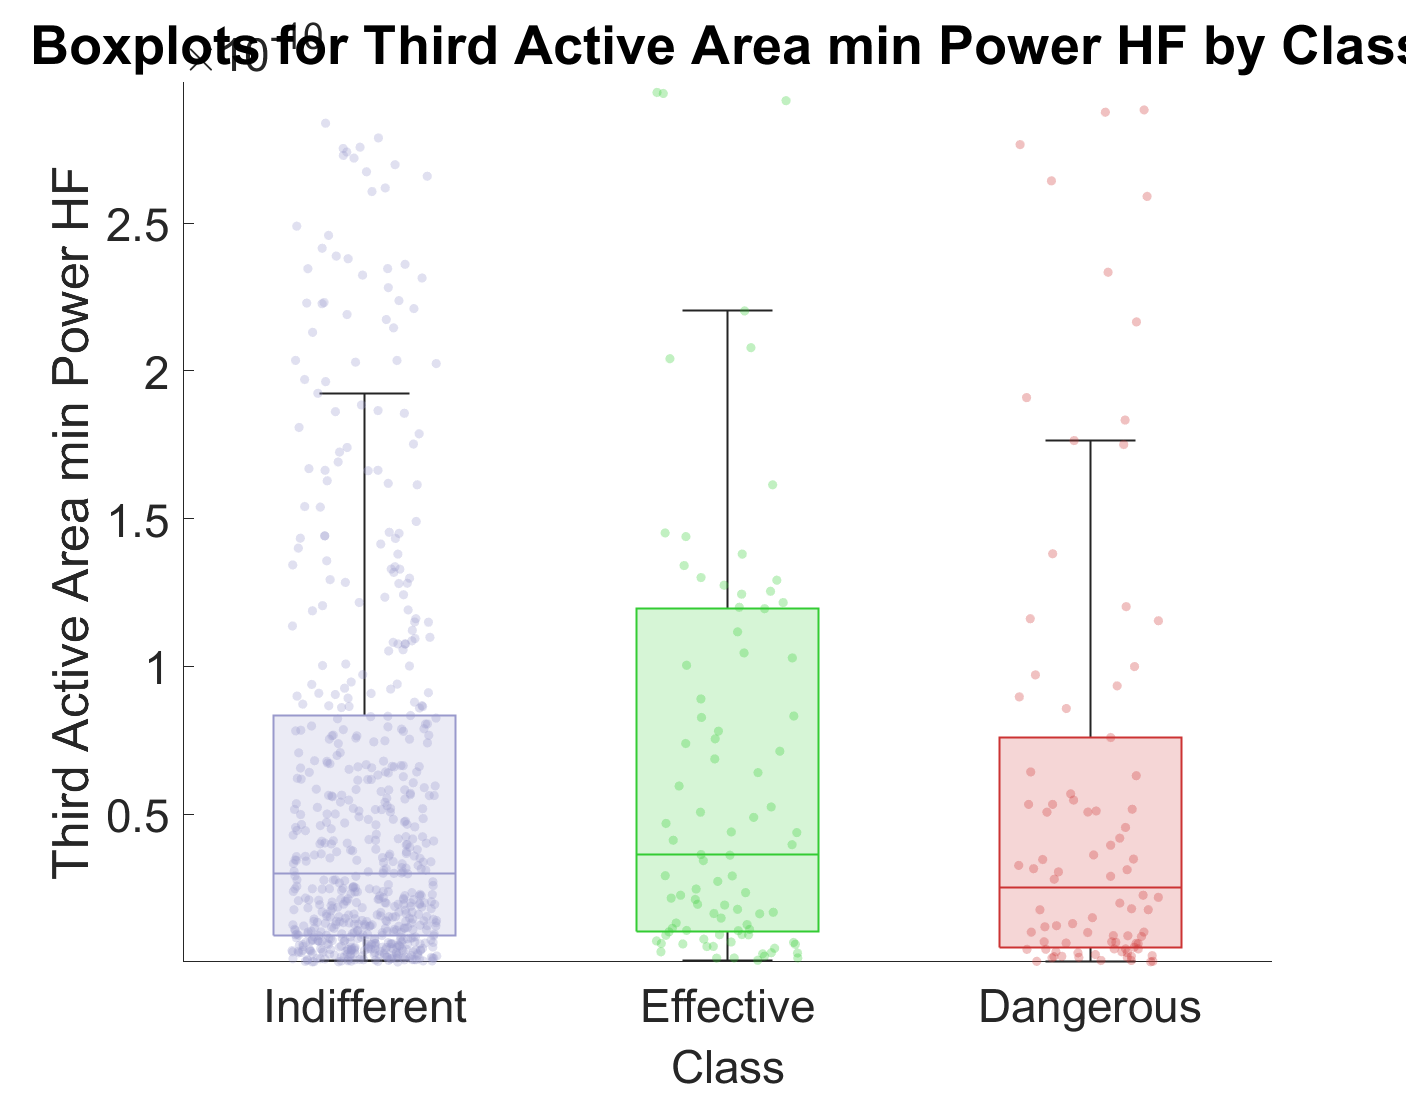 Boxplots for Third Active Area min Power HF by Class
×10-10
Third Active Area min Power HF
2.5
2
1.5
1
0.5
Indifferent Effective Dangerous
Class